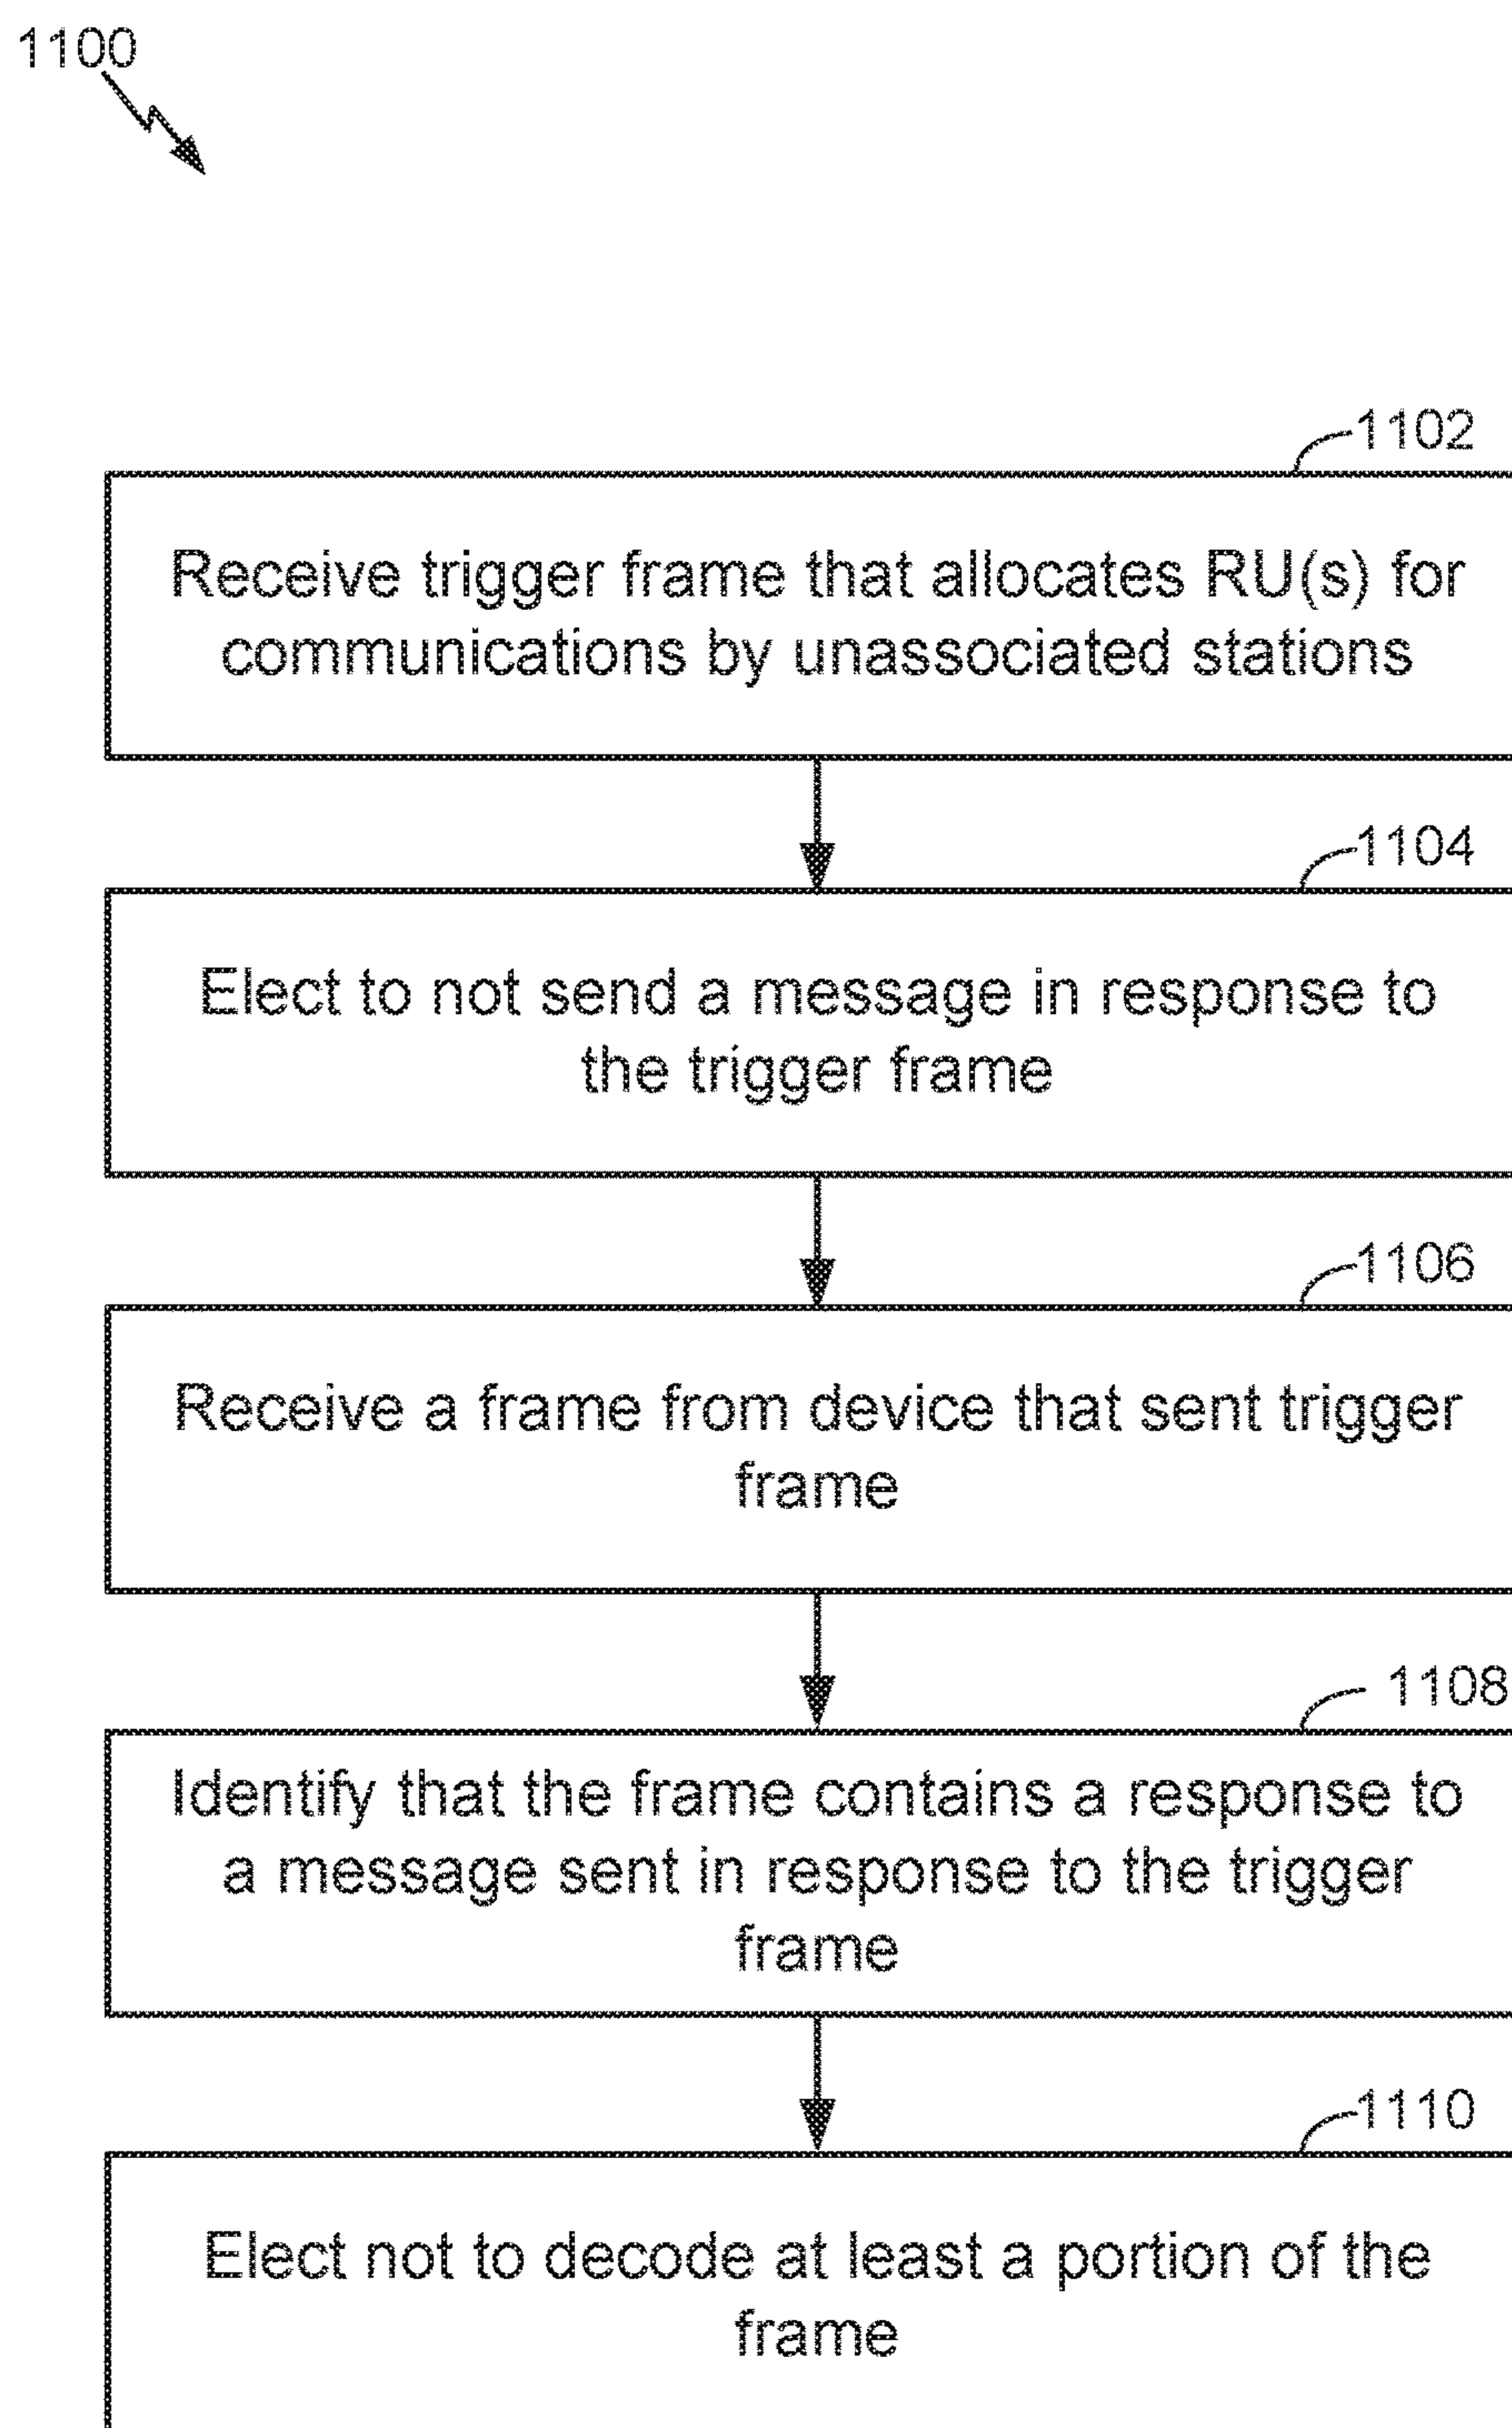 1100
1102
Receive trigger frame that allocates RU(s) for
communications by unassociated stations
1104
Elect to not send a message in response to
the trigger frame
1106
Receive a frame from device that sent trigger
frame
1108
Identify that the frame contains a response to
a message sent in response to the trigger
frame
1110
Elect not to decode at least a portion of the
frame